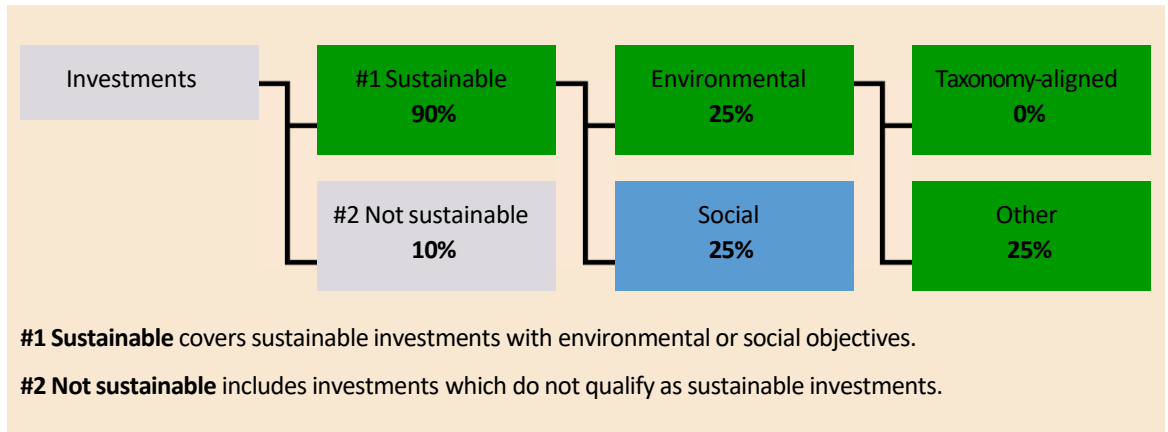 Investments
#1 Sustainable
90%
Environmental
25%
Taxonomy-aligned
0%
#2 Not sustainable
10%
Social
25%
Other
25%
#1 Sustainable covers sustainable investments with environmental or social objectives.
#2 Not sustainable includes investments which do not qualify as sustainable investments.